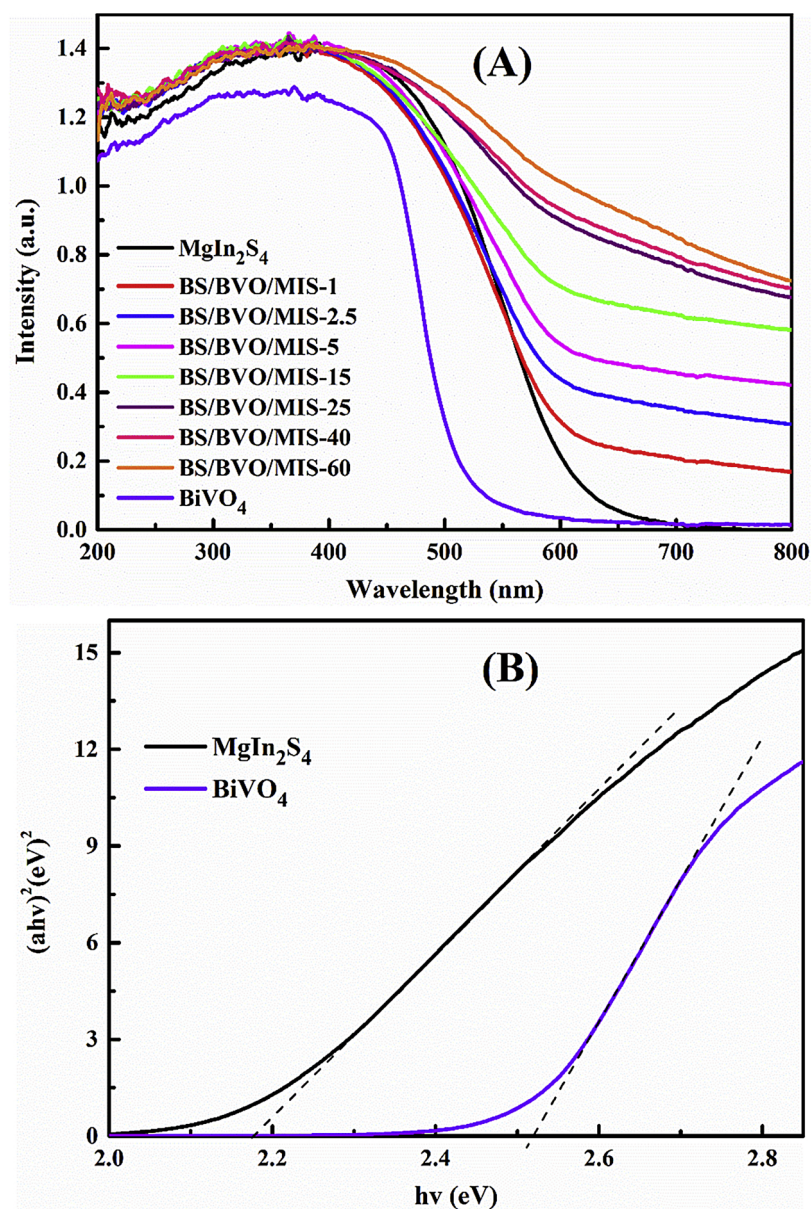 (A)
1.4
1.2
1.0
0.8
0.6
0.4
0.2
0.0
Intensity (a.u.)
MgIn₂S₄
BS/BVO/MIS-1
BS/BVO/MIS-2.5
BS/BVO/MIS-5
BS/BVO/MIS-15
BS/BVO/MIS-25
BS/BVO/MIS-40
BS/BVO/MIS-60
BiVO₄
200 300 400 500 600 700 800
Wavelength (nm)
(B)
15
12
9
6
3
0
(ahv)²(eV)²
MgIn₂S₄
BiVO₄
2.0 2.2 2.4 2.6 2.8
hv (eV)